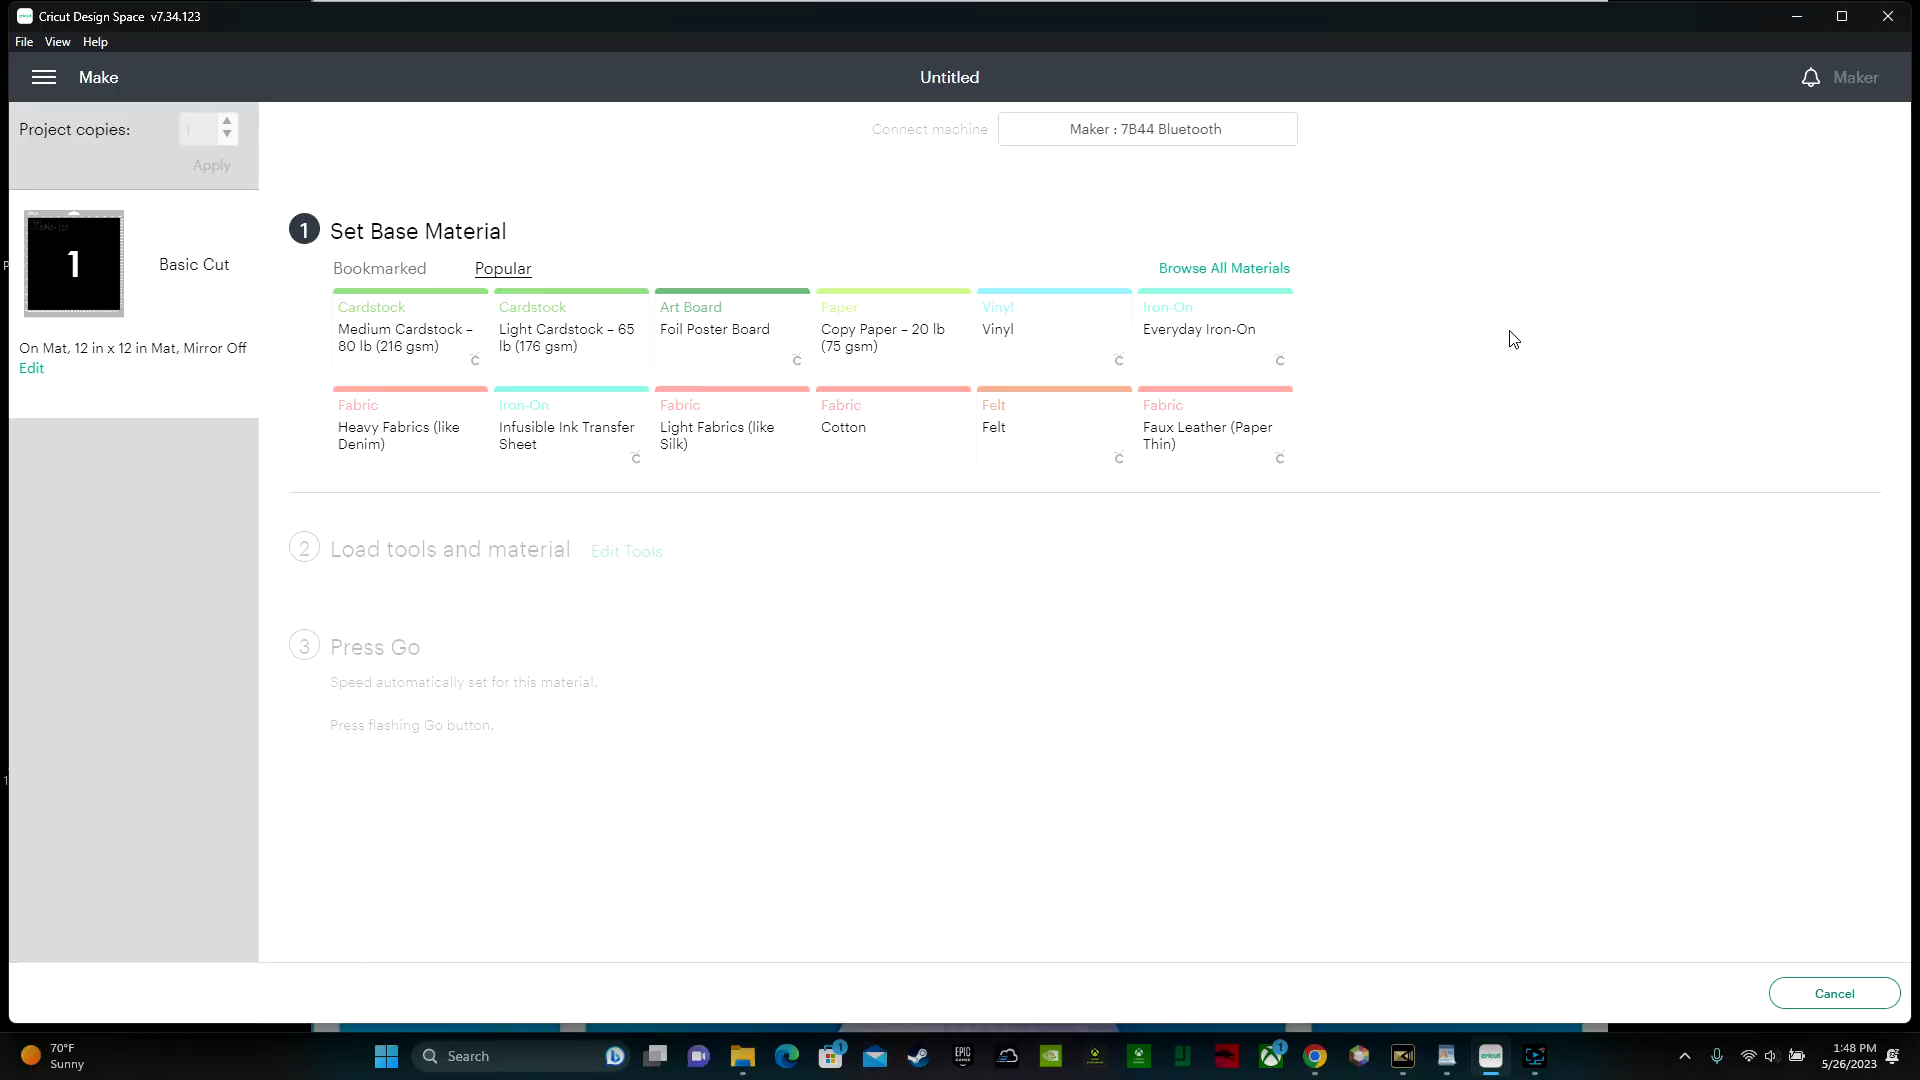 Cricut Design Space v7.34.123
File View Help
Make
Untitled
Maker
Project copies:
1
Apply
Connect machine
Maker : 7B44 Bluetooth
1
Basic Cut
On Mat, 12 in x 12 in Mat, Mirror Off
Edit
1 Set Base Material
Bookmarked
Popular
Browse All Materials
Cardstock
Medium Cardstock –
80 lb (216 gsm)
Cardstock
Light Cardstock – 65
lb (176 gsm)
Art Board
Foil Poster Board
Paper
Copy Paper – 20 lb
(75 gsm)
Vinyl
Vinyl
Iron-On
Everyday Iron-On
Fabric
Heavy Fabrics (like
Denim)
Iron-On
Infusible Ink Transfer
Sheet
Fabric
Light Fabrics (like
Silk)
Fabric
Cotton
Felt
Felt
Fabric
Faux Leather (Paper
Thin)
2 Load tools and material Edit Tools
3 Press Go
Speed automatically set for this material.
Press flashing Go button.
Cancel
70°F
Sunny
Search
1:48 PM
5/26/2023